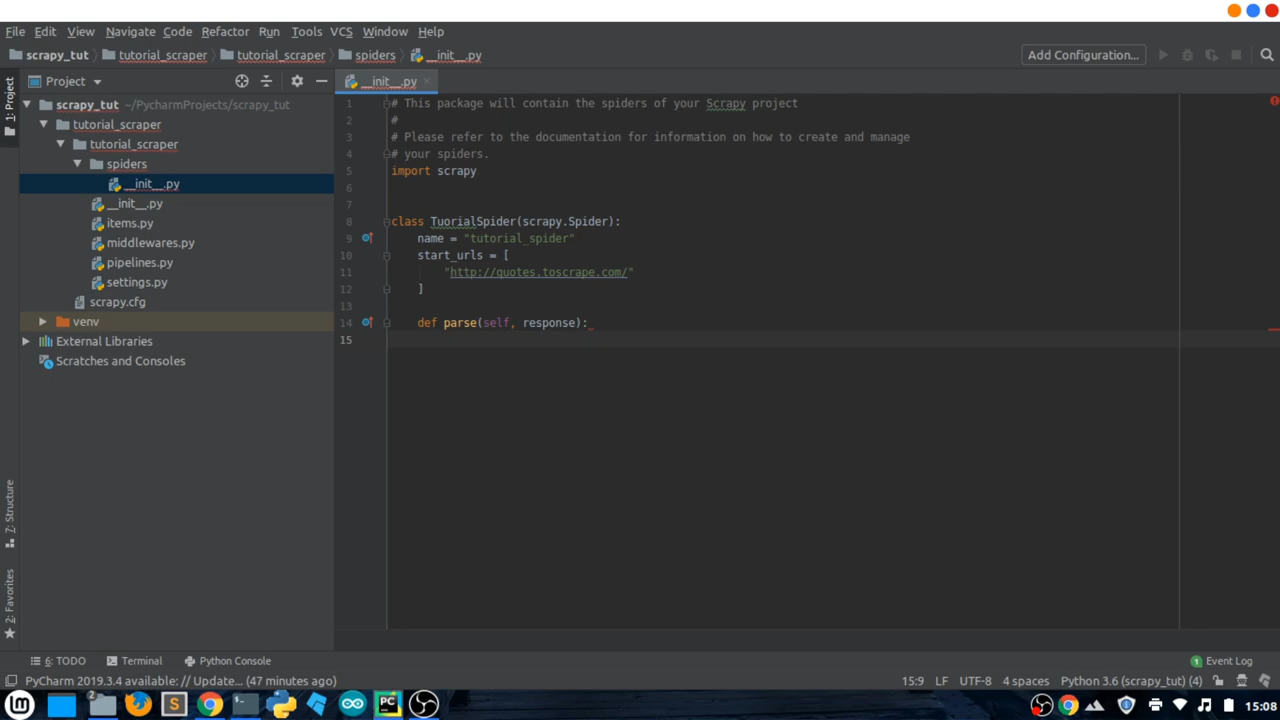 File Edit View Navigate Code Refactor Run Tools VCS Window Help
scrapy_tut tutorial_scraper tutorial_scraper spiders __init__.py Add Configuration...
Project __init__.py
1: Project
scrapy_tut ~/PycharmProjects/scrapy_tut
tutorial_scraper
tutorial_scraper
spiders
__init__.py
__init__.py
items.py
middlewares.py
pipelines.py
settings.py
scrapy.cfg
venv
External Libraries
Scratches and Consoles
1 # This package will contain the spiders of your Scrapy project
2 #
3 # Please refer to the documentation for information on how to create and manage
4 # your spiders.
5 import scrapy
6
7
8 class TuorialSpider(scrapy.Spider):
9 name = "tutorial_spider"
10 start_urls = [
11 "http://quotes.toscrape.com/"
12 ]
13
14 def parse(self, response):
15
7: Structure
2: Favorites
6: TODO Terminal Python Console 1 Event Log
PyCharm 2019.3.4 available: // Update... (47 minutes ago) 15:9 LF UTF-8 4 spaces Python 3.6 (scrapy_tut) (4)
2 S PC 15:08